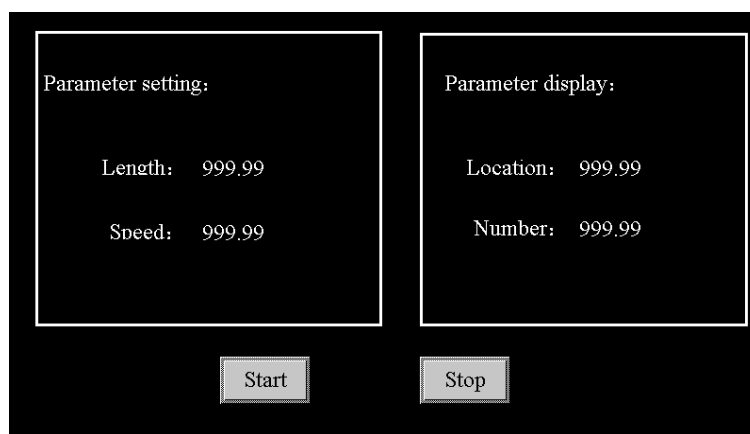 Parameter setting：
Length： 999.99
Speed： 999.99
Parameter display：
Location： 999.99
Number： 999.99
Start
Stop